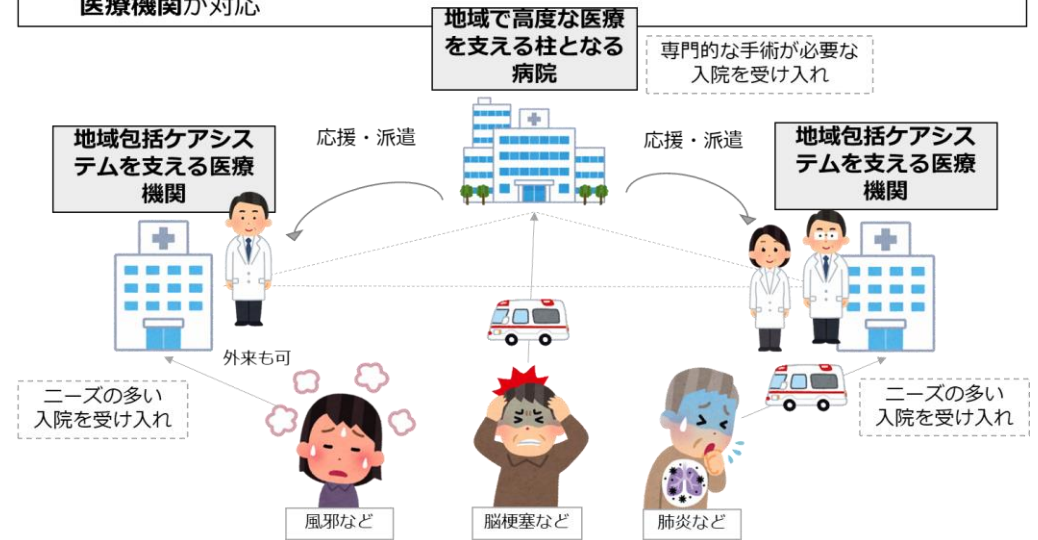 医療機関が対応
地域で高度な医療
を支える柱となる
病院
専門的な手術が必要な
入院を受け入れ
地域包括ケアシス
テムを支える医療
機関
応援・派遣
応援・派遣
地域包括ケアシス
テムを支える医療
機関
外来も可
ニーズの多い
入院を受け入れ
ニーズの多い
入院を受け入れ
風邪など
脳梗塞など
肺炎など